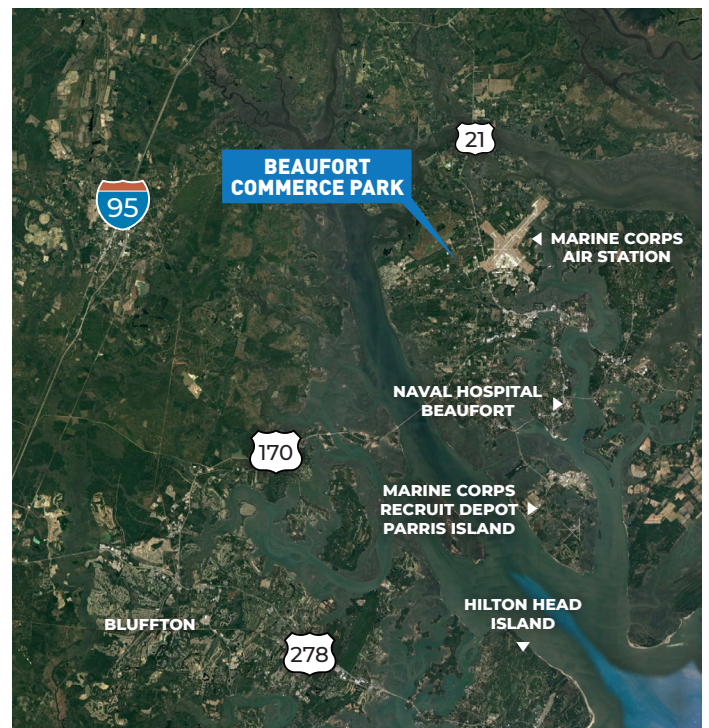 21
BEAUFORT
COMMERCE PARK
95
MARINE CORPS
AIR STATION
NAVAL HOSPITAL
BEAUFORT
170
MARINE CORPS
RECRUIT DEPOT
PARRIS ISLAND
HILTON HEAD
ISLAND
BLUFFTON
278